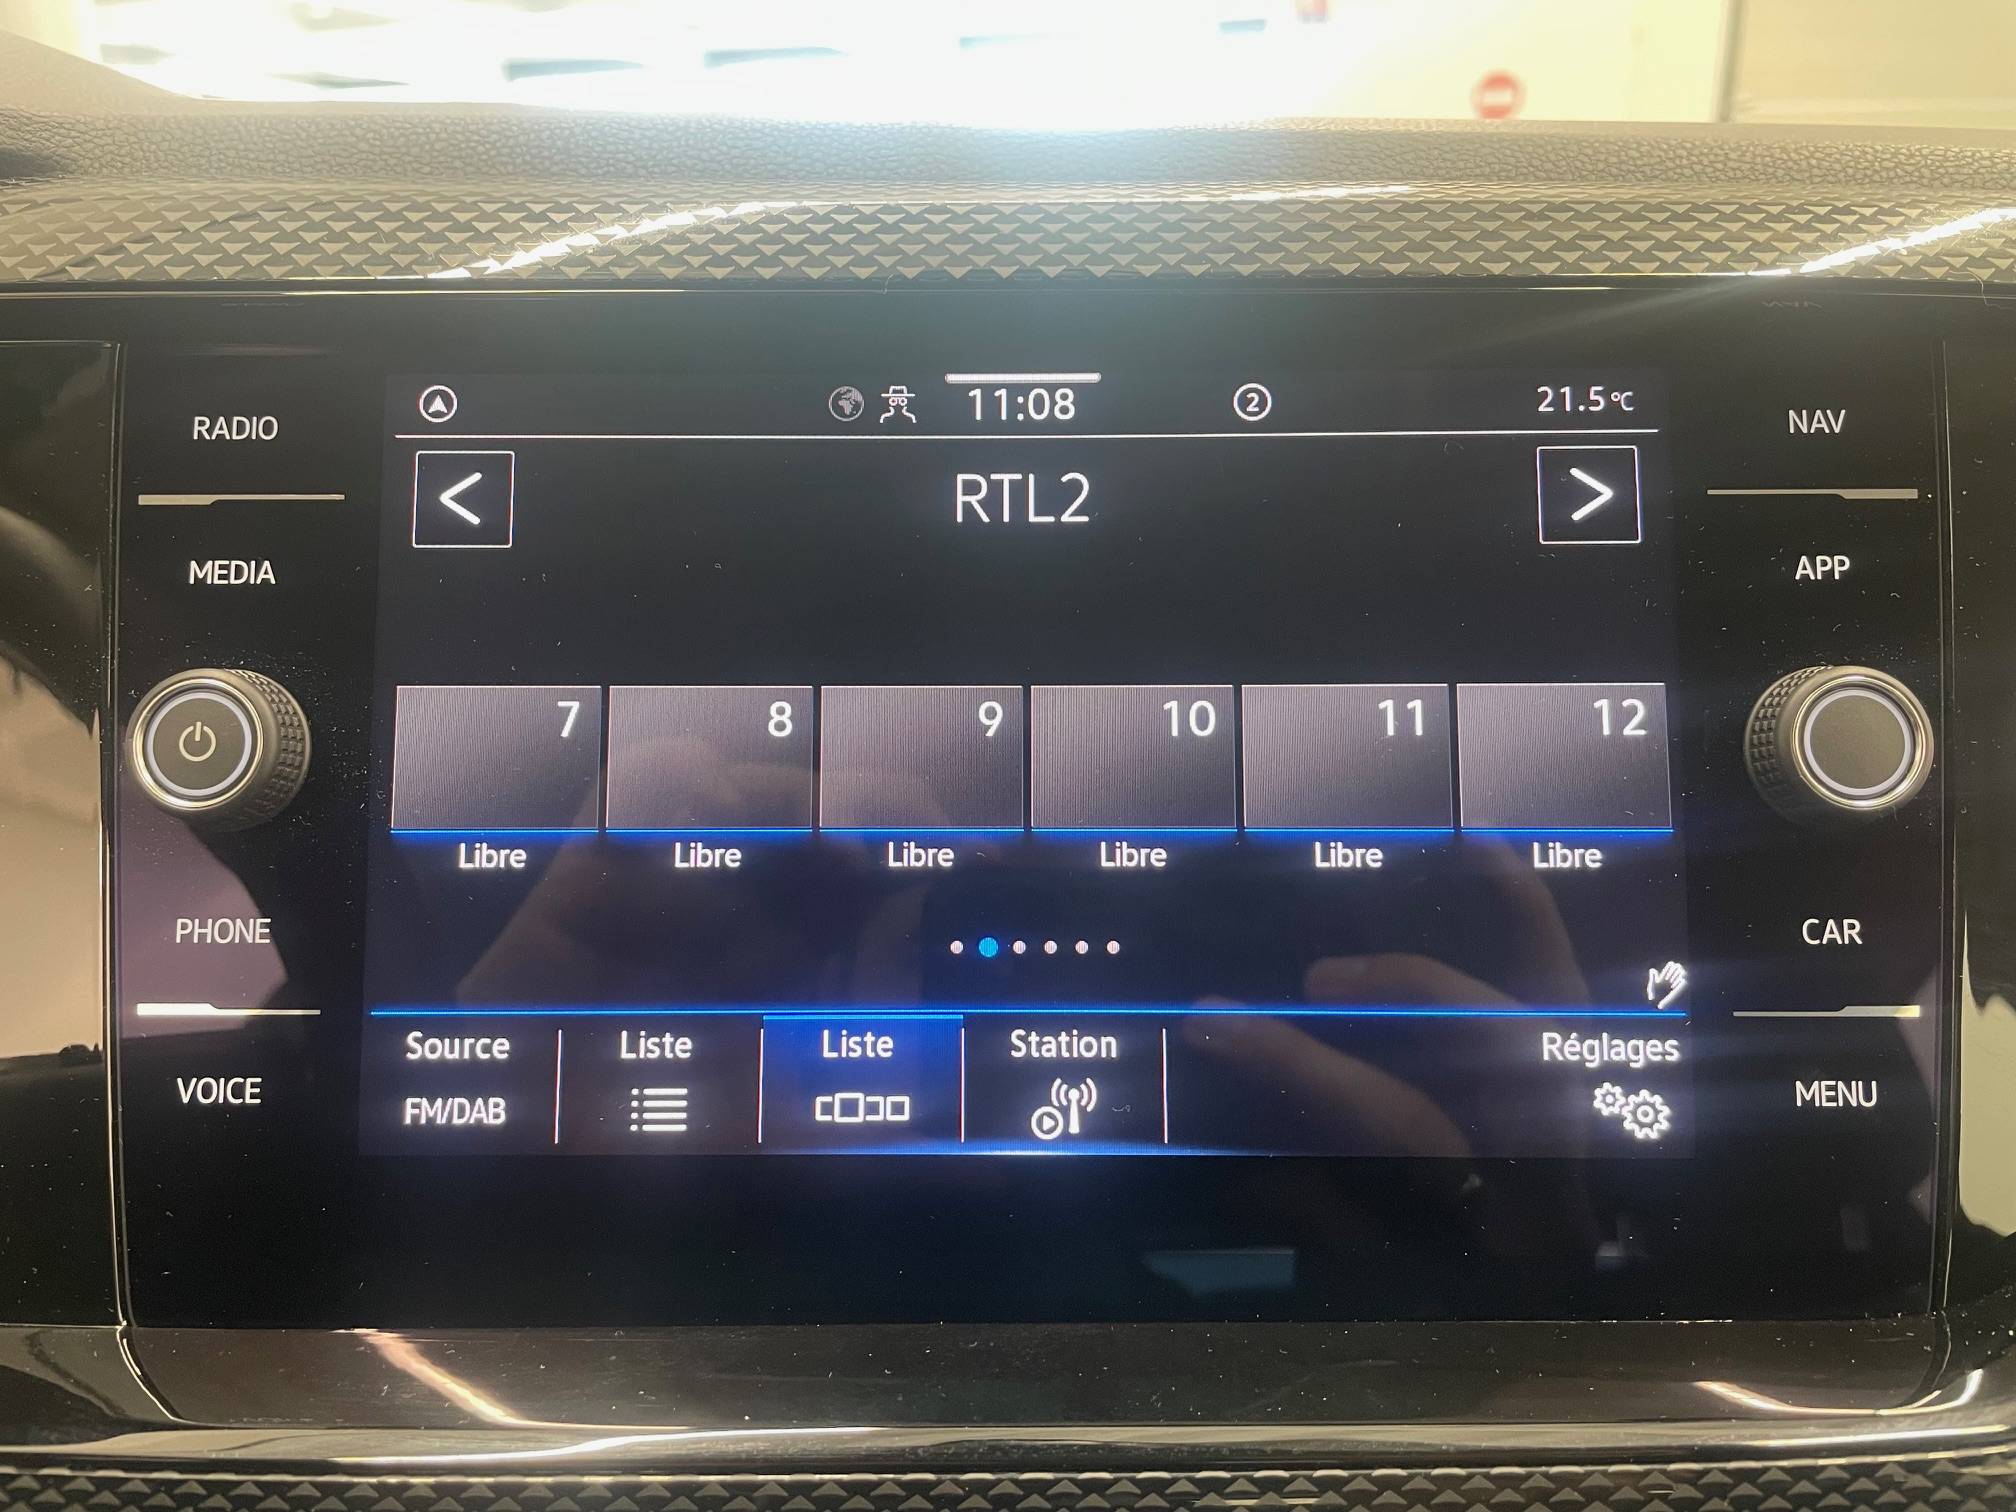 RADIO
MEDIA
PHONE
VOICE
11:08
2
21.5°C
RTL2
7
8
9
10
11
12
Libre
Libre
Libre
Libre
Libre
Libre
Source
Liste
Liste
Station
Réglages
FM/DAB
NAV
APP
CAR
MENU